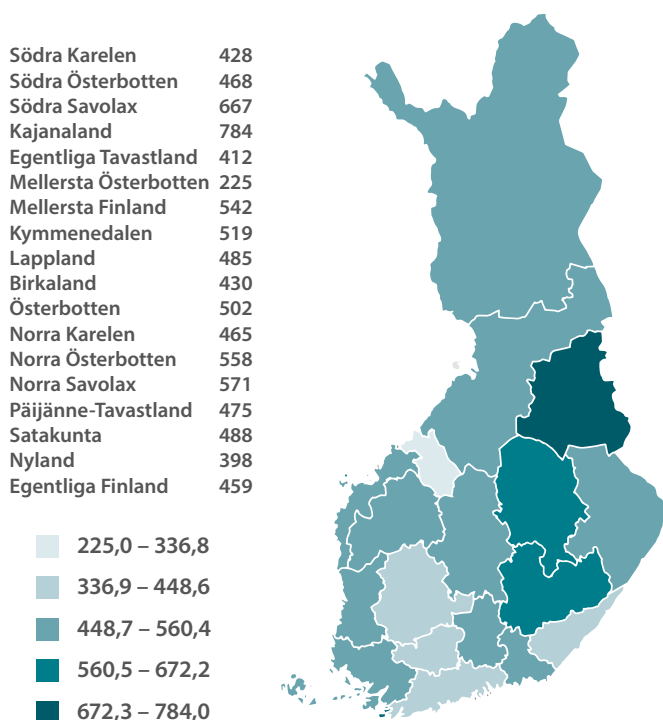 Södra Karelen 428
Södra Österbotten 468
Södra Savolax 667
Kajanaland 784
Egentliga Tavastland 412
Mellersta Österbotten 225
Mellersta Finland 542
Kymmenedalen 519
Lappland 485
Birkaland 430
Österbotten 502
Norra Karelen 465
Norra Österbotten 558
Norra Savolax 571
Päijänne-Tavastland 475
Satakunta 488
Nyland 398
Egentliga Finland 459
225,0 – 336,8
336,9 – 448,6
448,7 – 560,4
560,5 – 672,2
672,3 – 784,0